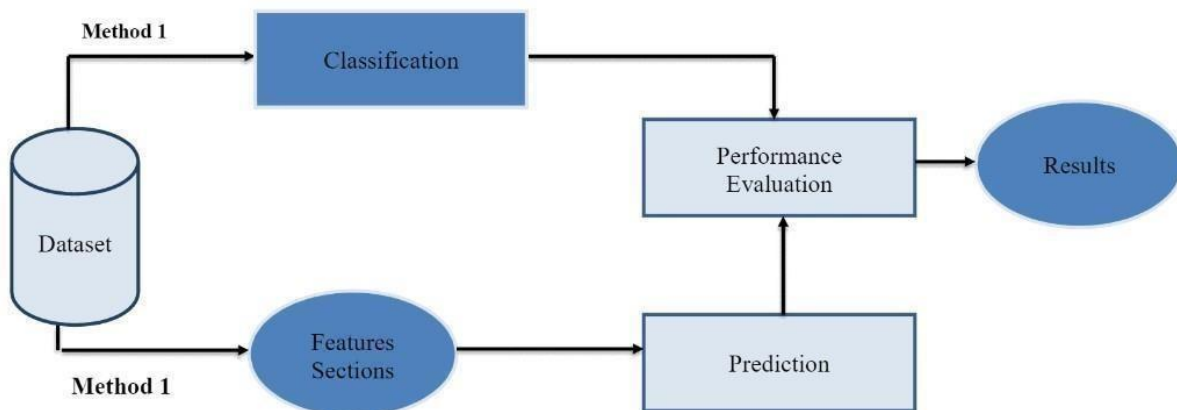 Method 1
Classification
Performance
Evaluation
Results
Dataset
Features
Sections
Prediction
Method 1